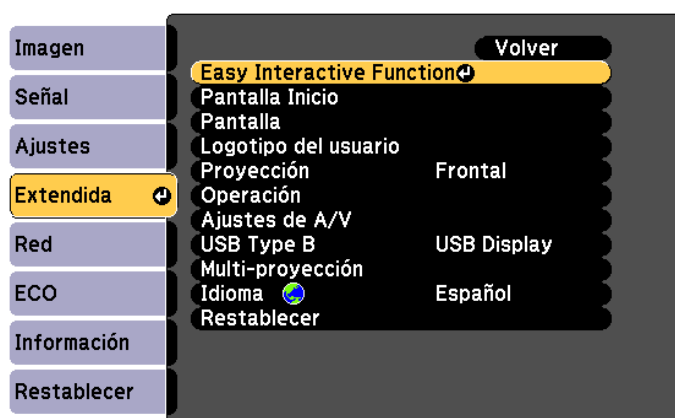 Imagen
Señal
Ajustes
Extendida
Red
ECO
Información
Restablecer
Volver
Easy Interactive Function
Pantalla Inicio
Pantalla
Logotipo del usuario
Proyección Frontal
Operación
Ajustes de A/V
USB Type B USB Display
Multi-proyección
Idioma Español
Restablecer